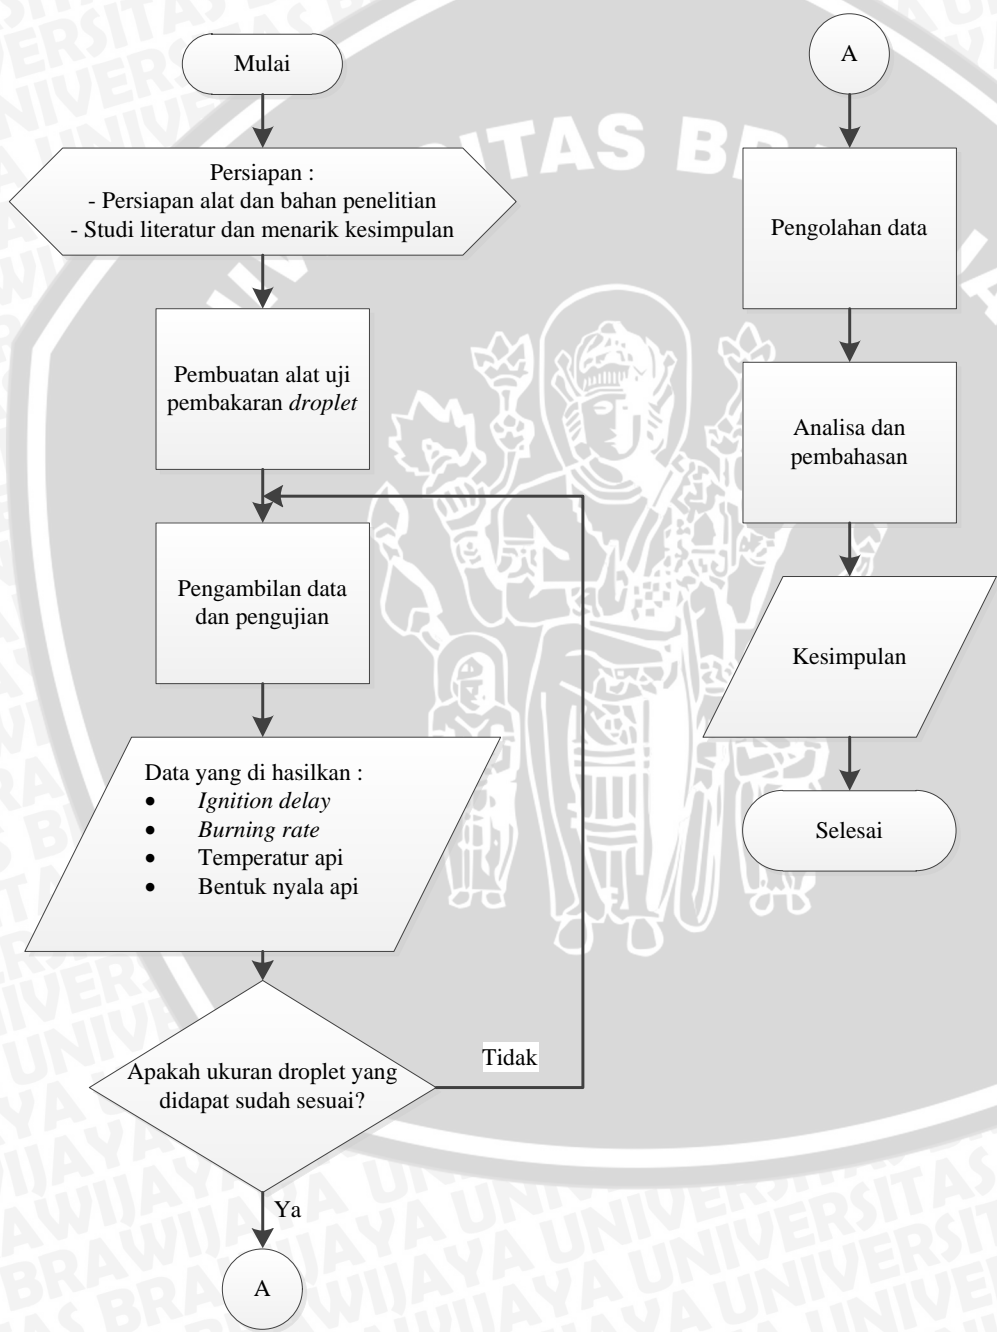 Mulai
Persiapan :
- Persiapan alat dan bahan penelitian
- Studi literatur dan menarik kesimpulan
Pembuatan alat uji
pembakaran droplet
Pengambilan data
dan pengujian
Data yang di hasilkan :
• Ignition delay
• Burning rate
• Temperatur api
• Bentuk nyala api
Apakah ukuran droplet yang
didapat sudah sesuai?
Tidak
Ya
A
A
Pengolahan data
Analisa dan
pembahasan
Kesimpulan
Selesai